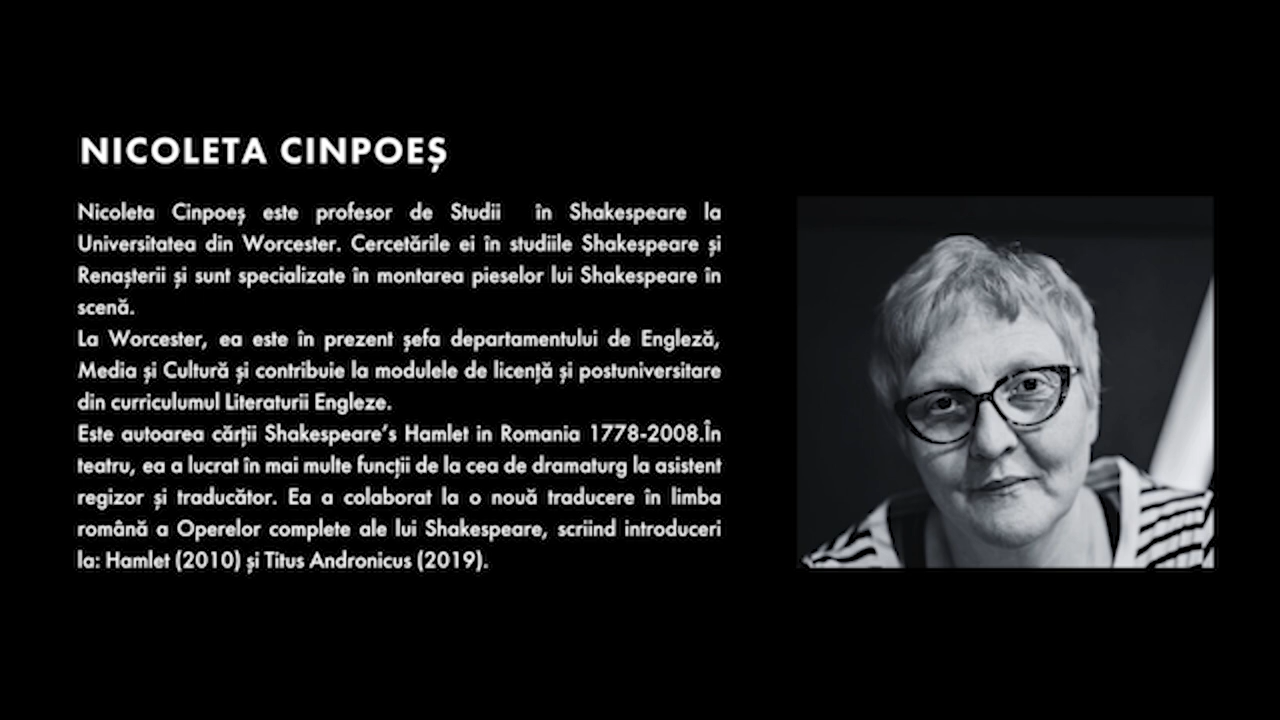 NICOLETA CINPOEȘ
Nicoleta Cinpoeș este profesor de Studii în Shakespeare la
Universitatea din Worcester. Cercetările ei în studiile Shakespeare și
Renașterii și sunt specializate în montarea pieselor lui Shakespeare în
scenă.
La Worcester, ea este în prezent șefa departamentului de Engleză,
Media și Cultură și contribuie la modulele de licență și postuniversitare
din curriculumul Literaturii Engleze.
Este autoarea cărții Shakespeare's Hamlet in Romania 1778-2008.În
teatru, ea a lucrat în mai multe funcții de la cea de dramaturg la asistent
regizor și traducător. Ea a colaborat la o nouă traducere în limba
română a Operelor complete ale lui Shakespeare, scriind introduceri
la: Hamlet (2010) și Titus Andronicus (2019).